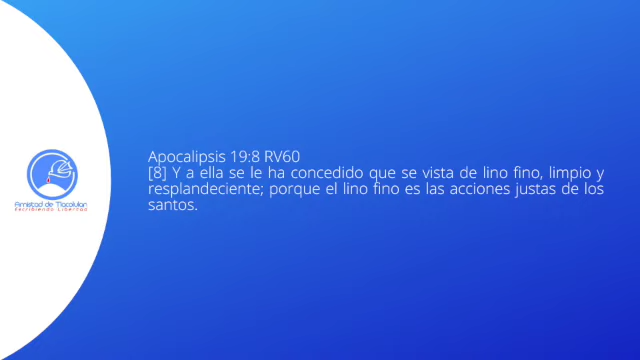 Apocalipsis 19:8 RV60
[8] Y a ella se le ha concedido que se vista de lino fino, limpio y
resplandeciente; porque el lino fino es las acciones justas de los
santos.
Amistad de Tlacolulan
Escribiendo Libertad